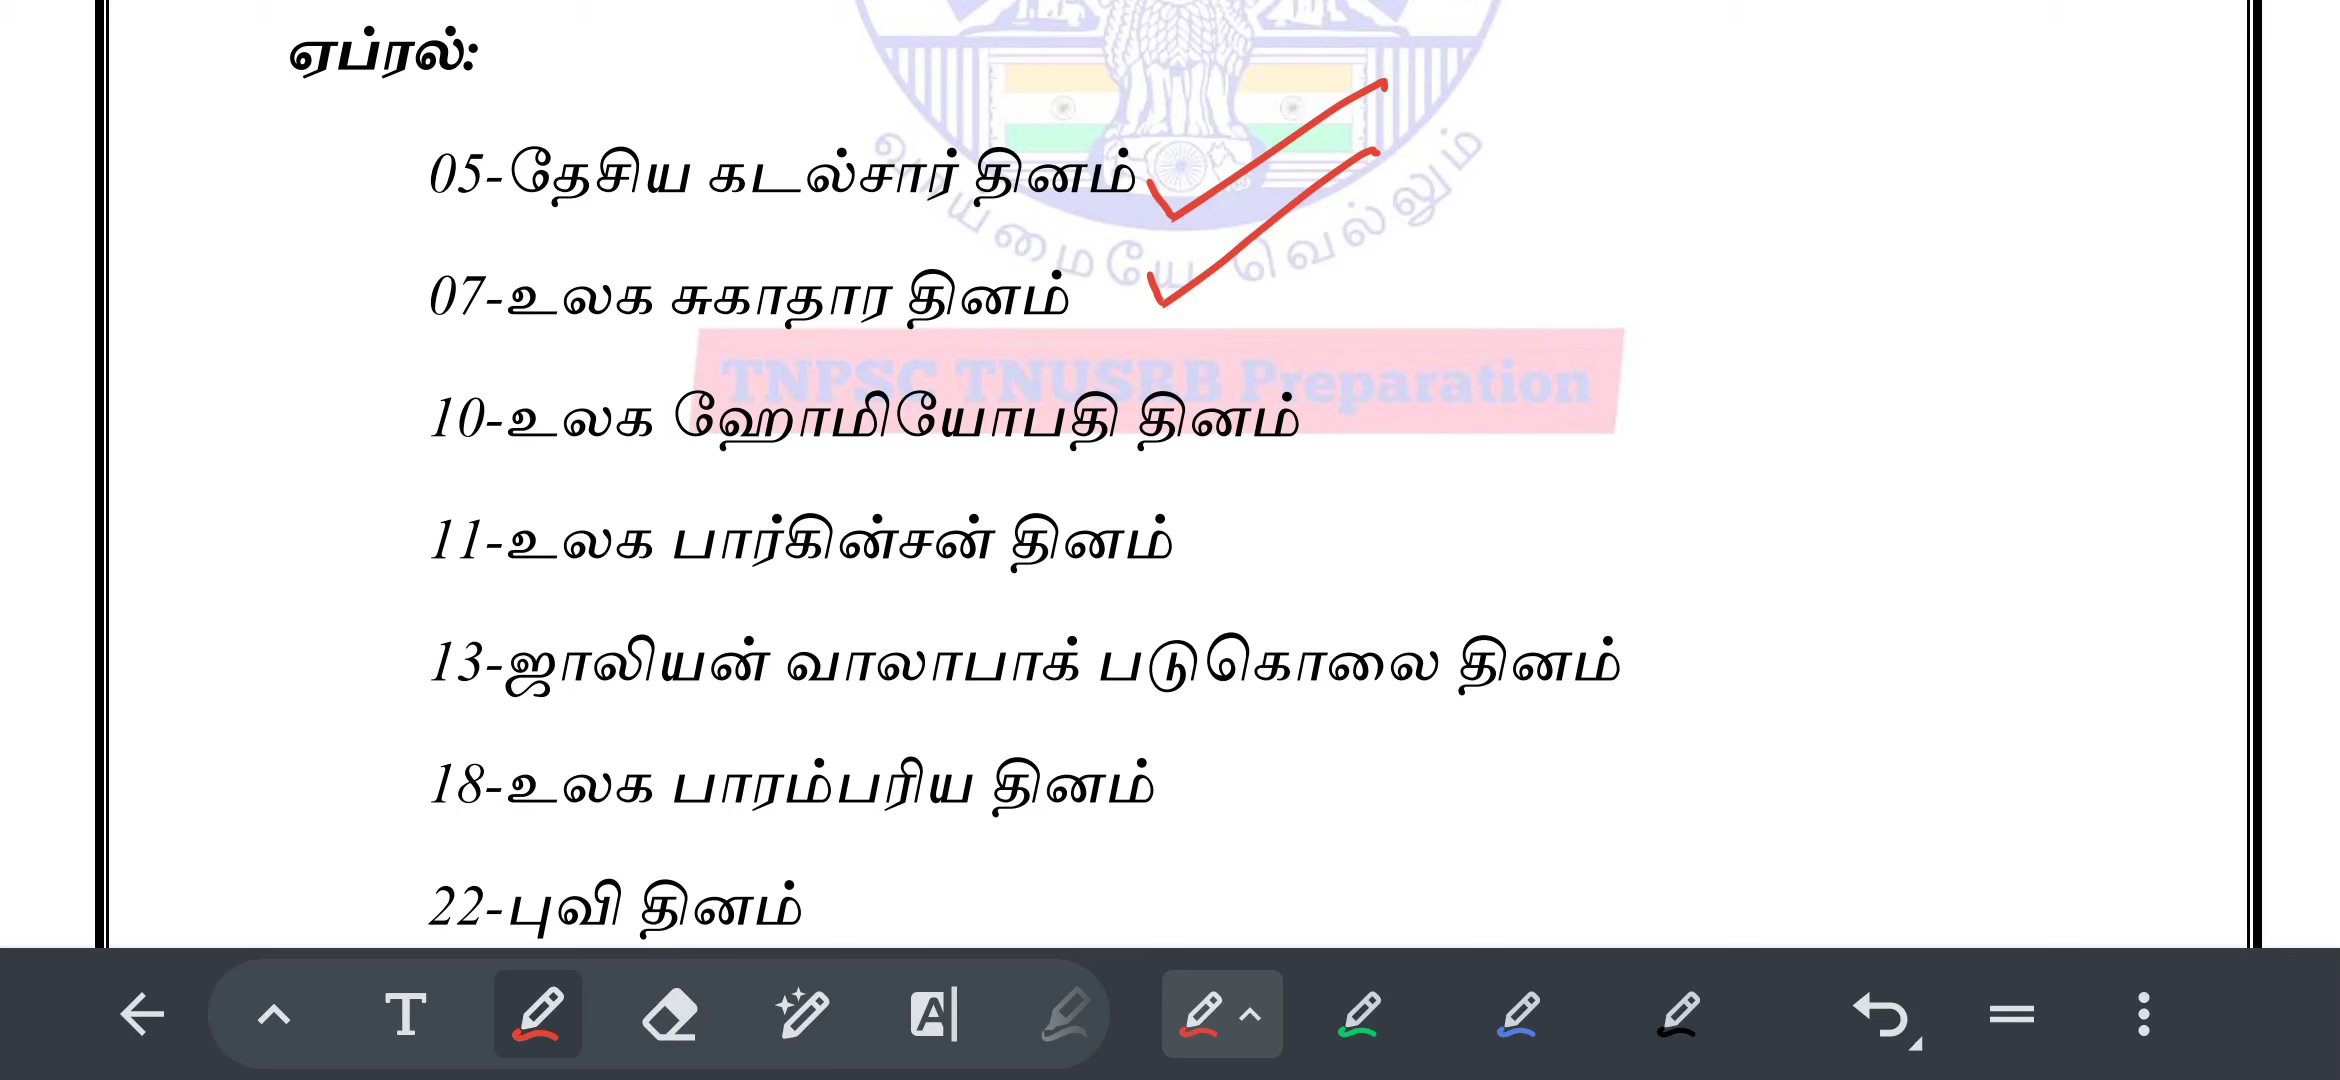 ஏப்ரல்:
05-தேசிய கடல்சார் தினம்
07-உலக சுகாதார தினம்
வாய்மையே வெல்லும்
TNPSC TNUSRB Preparation
10-உலக ஹோமியோபதி தினம்
11-உலக பார்கின்சன் தினம்
13-ஜாலியன் வாலாபாக் படுகொலை தினம்
18-உலக பாரம்பரிய தினம்
22-புவி தினம்
T
A